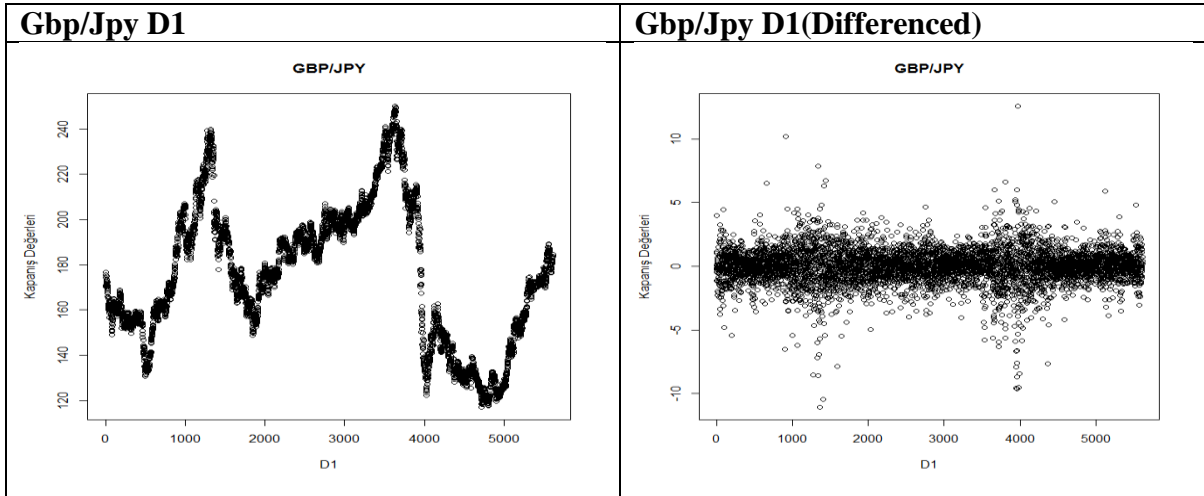 Gbp/Jpy D1
Gbp/Jpy D1(Differenced)
GBP/JPY
Kapanış Değerleri
240
220
200
180
160
140
120
0 1000 2000 3000 4000 5000
D1
GBP/JPY
Kapanış Değerleri
10
5
0
-5
-10
0 1000 2000 3000 4000 5000
D1